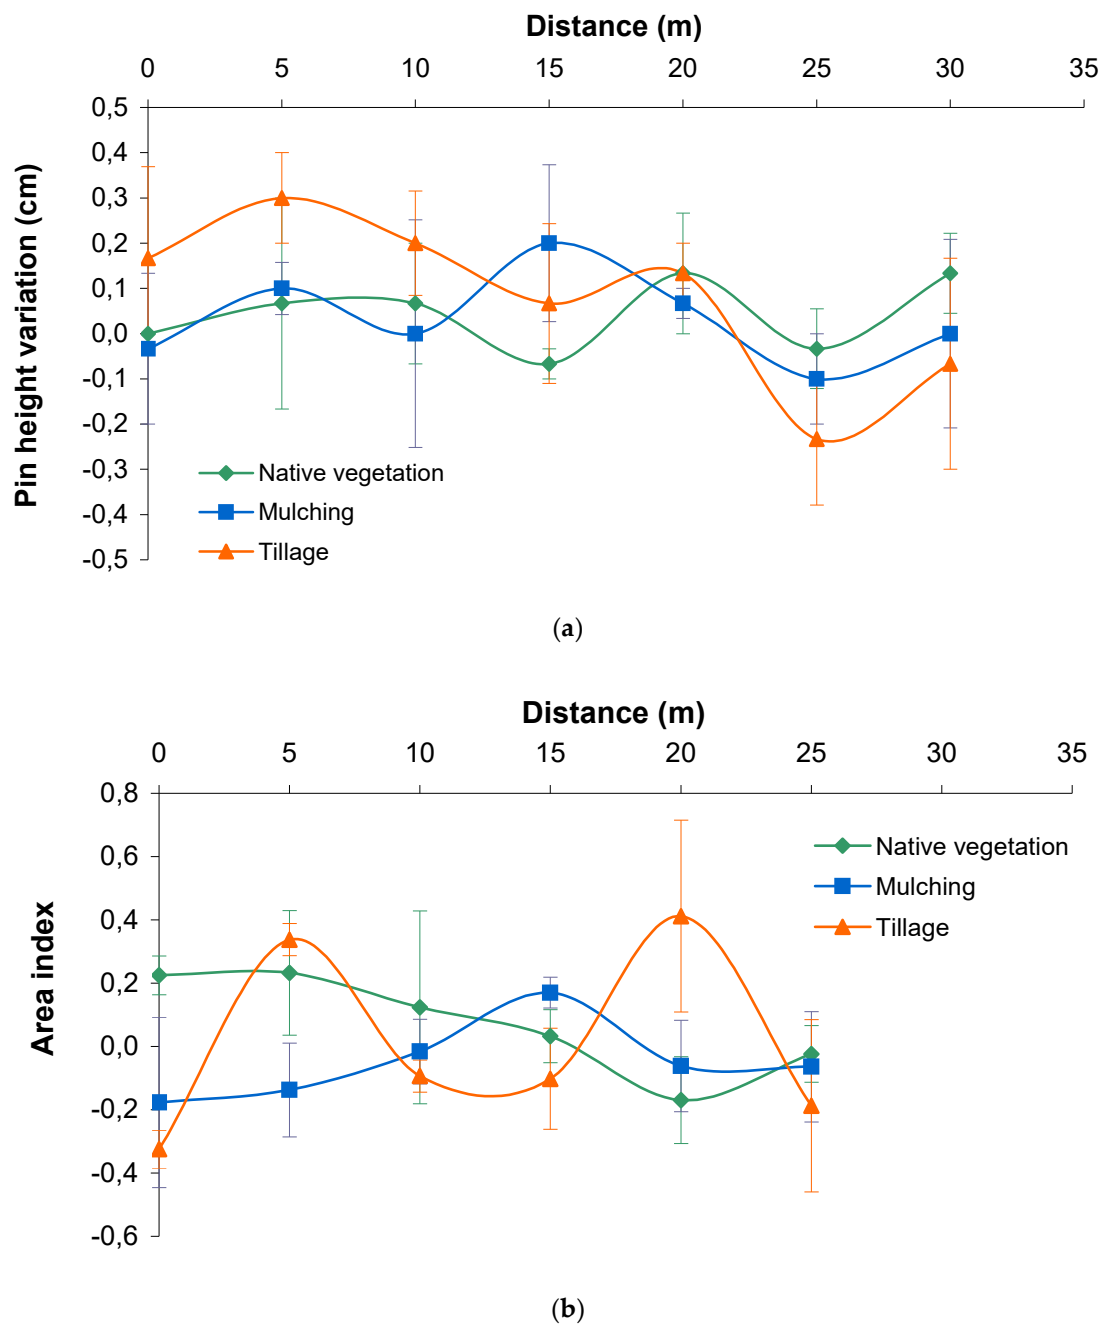 Distance (m)
0 5 10 15 20 25 30 35
0,5
0,4
0,3
0,2
0,1
0,0
-0,1
-0,2
-0,3
-0,4
-0,5
Pin height variation (cm)
Native vegetation
Mulching
Tillage
(a)
Distance (m)
0 5 10 15 20 25 30 35
0,8
0,6
0,4
0,2
0,0
-0,2
-0,4
-0,6
Area index
Native vegetation
Mulching
Tillage
(b)